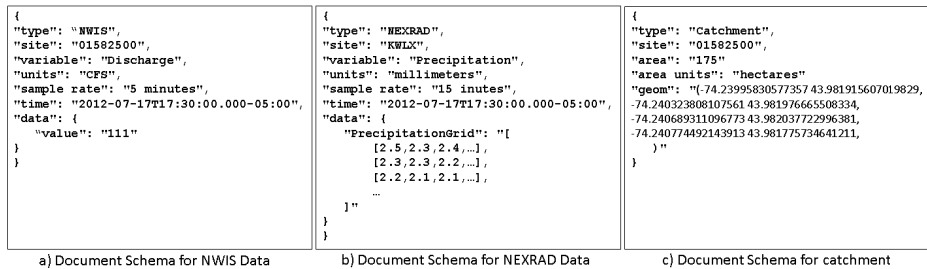 {
"type": “NWIS",
"site": "01582500",
"variable": "Discharge",
"units": "CFS",
"sample rate": "5 minutes",
"time": "2012-07-17T17:30:00.000-05:00",
"data": {
“value": "111"
}
}
a) Document Schema for NWIS Data
{
"type": "NEXRAD",
"site": "KWLX",
"variable": "Precipitation",
"units": "millimeters",
"sample rate": "15 inutes",
"time": "2012-07-17T17:30:00.000-05:00",
"data": {
"PrecipitationGrid": "[
[2.5,2.3,2.4,…],
[2.3,2.3,2.2,…],
[2.2,2.1,2.1,…],
…
]"
}
}
b) Document Schema for NEXRAD Data
{
"type": "Catchment",
"site": "01582500",
"area": "175"
"area units": "hectares"
"geom": "(-74.23995830577357 43.981915607019829,
-74.240323808107561 43.981976665508334,
-74.240689311096773 43.982037722996381,
-74.240774492143913 43.981775734641211,
)"
}
c) Document Schema for catchment